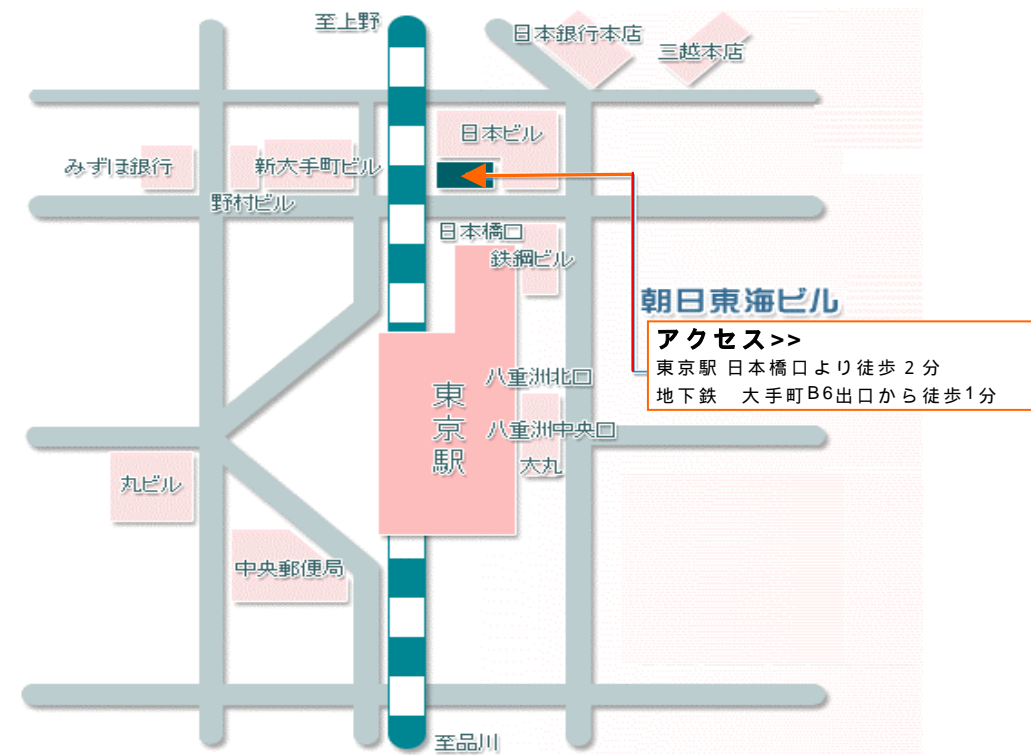 至上野
日本銀行本店
三越本店
日本ビル
みずほ銀行
新大手町ビル
野村ビル
日本橋口
鉄鋼ビル
朝日東海ビル
アクセス>>
東京駅 日本橋口より徒歩2分
地下鉄　大手町B6出口から徒歩1分
八重洲北口
東京駅
八重洲中央口
大丸
丸ビル
中央郵便局
至品川